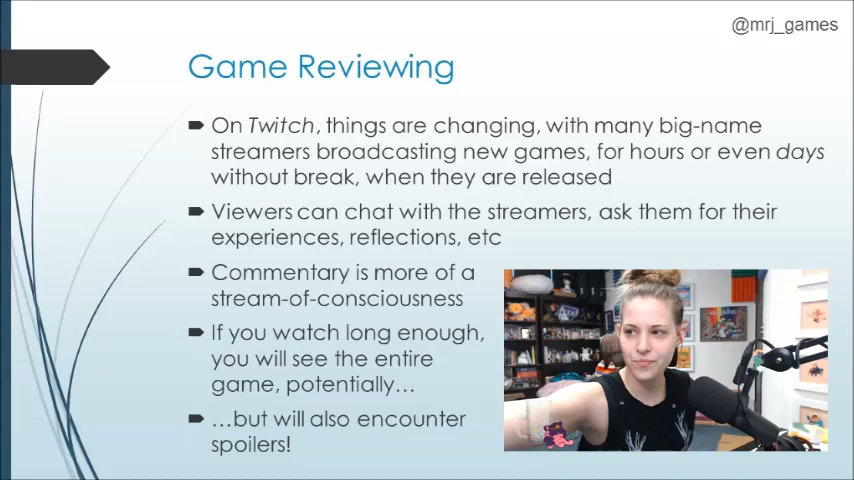 @mrj_games
Game Reviewing
On Twitch, things are changing, with many big-name
streamers broadcasting new games, for hours or even days
without break, when they are released
Viewers can chat with the streamers, ask them for their
experiences, reflections, etc
Commentary is more of a
stream-of-consciousness
If you watch long enough,
you will see the entire
game, potentially…
…but will also encounter
spoilers!